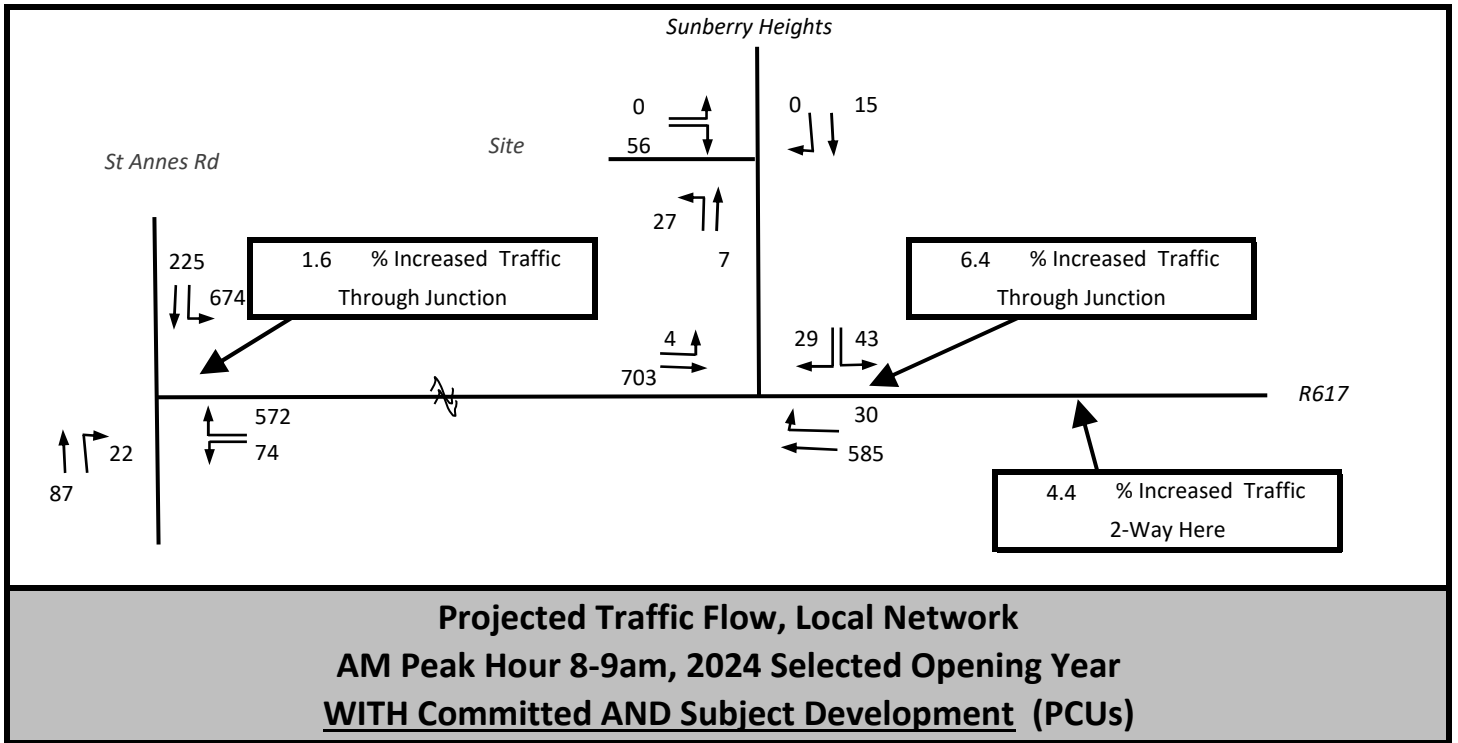 Sunberry Heights
0
0 15
Site
56
St Annes Rd
27
7
225
674
1.6 % Increased Traffic
Through Junction
6.4 % Increased Traffic
Through Junction
4
29 43
703
R617
572
30
22
74
585
87
4.4 % Increased Traffic
2-Way Here
Projected Traffic Flow, Local Network
AM Peak Hour 8-9am, 2024 Selected Opening Year
WITH Committed AND Subject Development (PCUs)